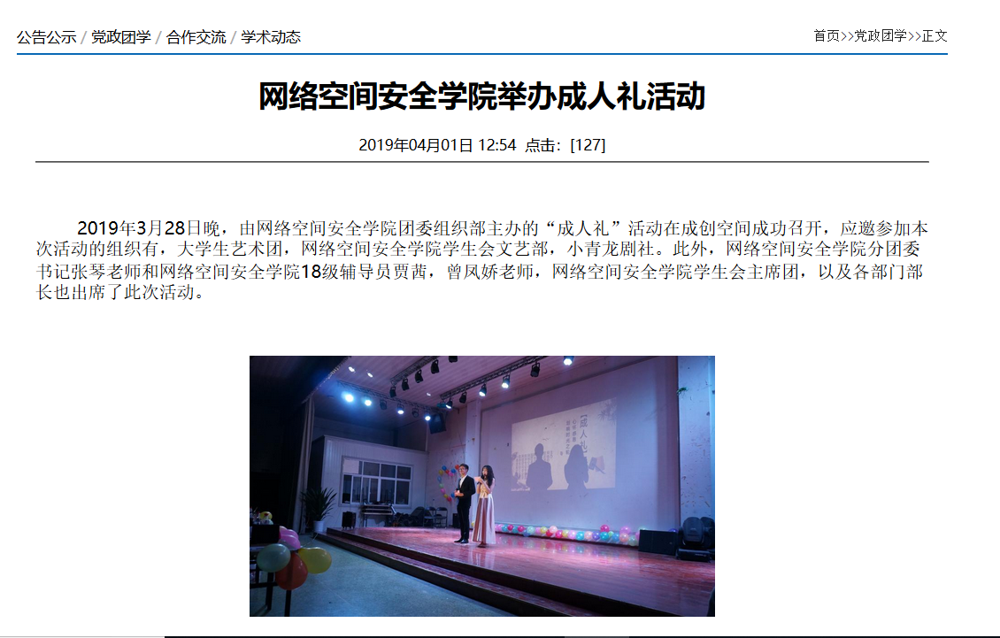 公告公示 / 党政团学 / 合作交流 / 学术动态
首页>>党政团学>>正文
网络空间安全学院举办成人礼活动
2019年04月01日 12:54 点击：[127]
2019年3月28日晚，由网络空间安全学院团委组织部主办的“成人礼”活动在成创空间成功召开，应邀参加本
次活动的组织有，大学生艺术团，网络空间安全学院学生会文艺部，小青龙剧社。此外，网络空间安全学院分团委
书记张琴老师和网络空间安全学院18级辅导员贾茜，曾凤娇老师，网络空间安全学院学生会主席团，以及各部门部
长也出席了此次活动。
成人礼